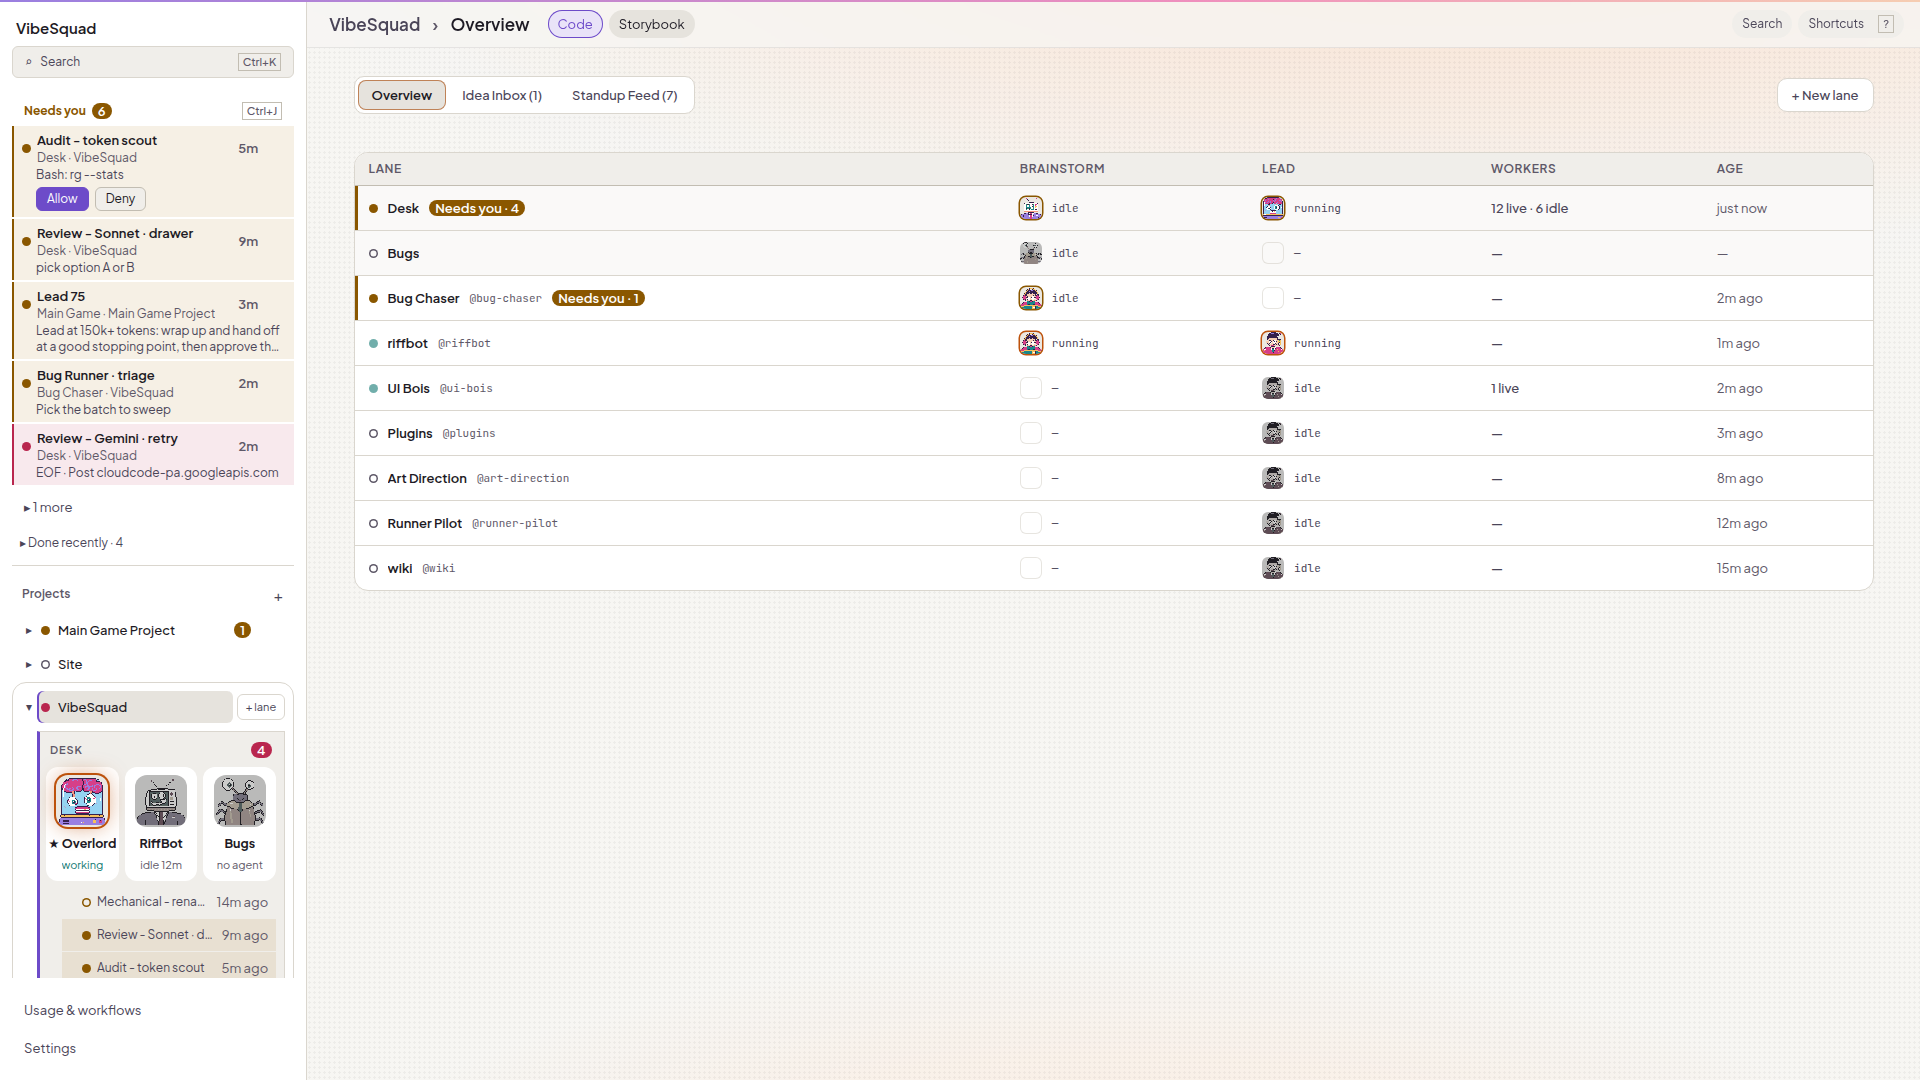 VibeSquad
Search Ctrl+K
Needs you 6 Ctrl+J
Audit – token scout 5m
Desk · VibeSquad
Bash: rg --stats
Allow Deny
Review – Sonnet · drawer 9m
Desk · VibeSquad
pick option A or B
Lead 75 3m
Main Game · Main Game Project
Lead at 150k+ tokens: wrap up and hand off
at a good stopping point, then approve th...
Bug Runner · triage 2m
Bug Chaser · VibeSquad
Pick the batch to sweep
Review – Gemini · retry 2m
Desk · VibeSquad
EOF · Post cloudcode-pa.googleapis.com
▸ 1 more
▸ Done recently · 4
Projects +
▸ Main Game Project 1
▸ Site
▾ VibeSquad + lane
DESK 4
★ Overlord RiffBot Bugs
working idle 12m no agent
Mechanical – rena... 14m ago
Review – Sonnet · d... 9m ago
Audit – token scout 5m ago
Usage & workflows
Settings
VibeSquad › Overview Code Storybook Search Shortcuts ?
Overview Idea Inbox (1) Standup Feed (7) + New lane
LANE BRAINSTORM LEAD WORKERS AGE
Desk Needs you · 4 idle running 12 live · 6 idle just now
Bugs idle – — —
Bug Chaser @bug-chaser Needs you · 1 idle – — 2m ago
riffbot @riffbot running running — 1m ago
UI Bois @ui-bois – idle 1 live 2m ago
Plugins @plugins – idle — 3m ago
Art Direction @art-direction – idle — 8m ago
Runner Pilot @runner-pilot – idle — 12m ago
wiki @wiki – idle — 15m ago